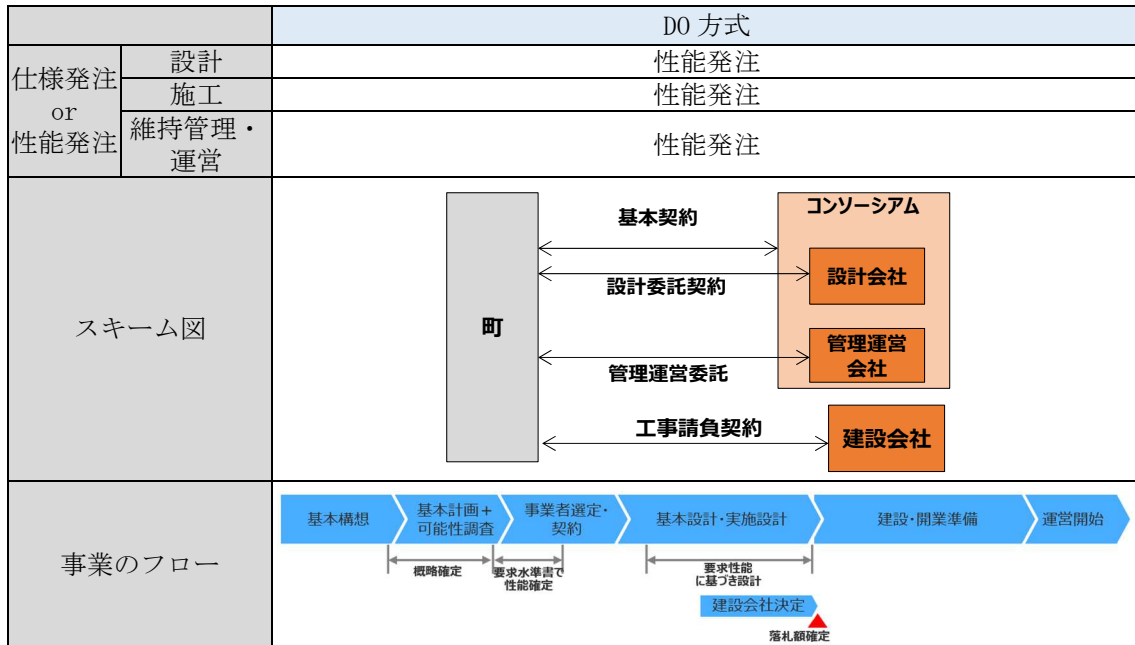 DO 方式
仕様発注
or
性能発注
設計
性能発注
施工
性能発注
維持管理・
運営
性能発注
スキーム図
町
基本契約
設計委託契約
管理運営委託
工事請負契約
コンソーシアム
設計会社
管理運営
会社
建設会社
事業のフロー
基本構想
基本計画+
可能性調査
事業者選定・
契約
基本設計・実施設計
建設・開業準備
運営開始
概略確定
要求水準書で
性能確定
要求性能
に基づき設計
建設会社決定
落札額確定